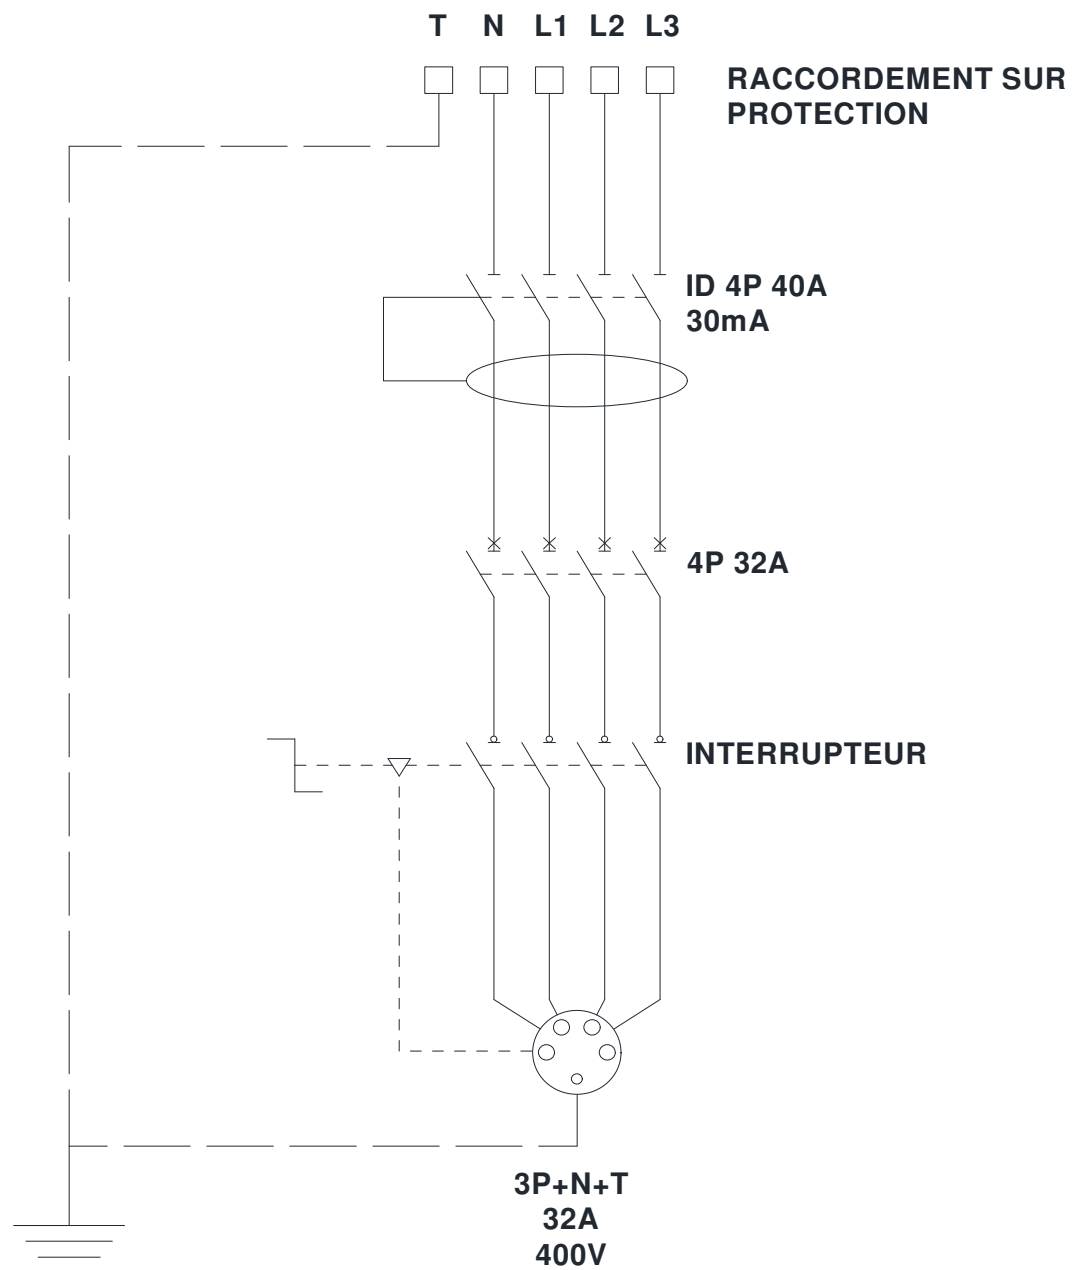 T N L1 L2 L3
RACCORDEMENT SUR
PROTECTION
ID 4P 40A
30mA
4P 32A
INTERRUPTEUR
3P+N+T
32A
400V